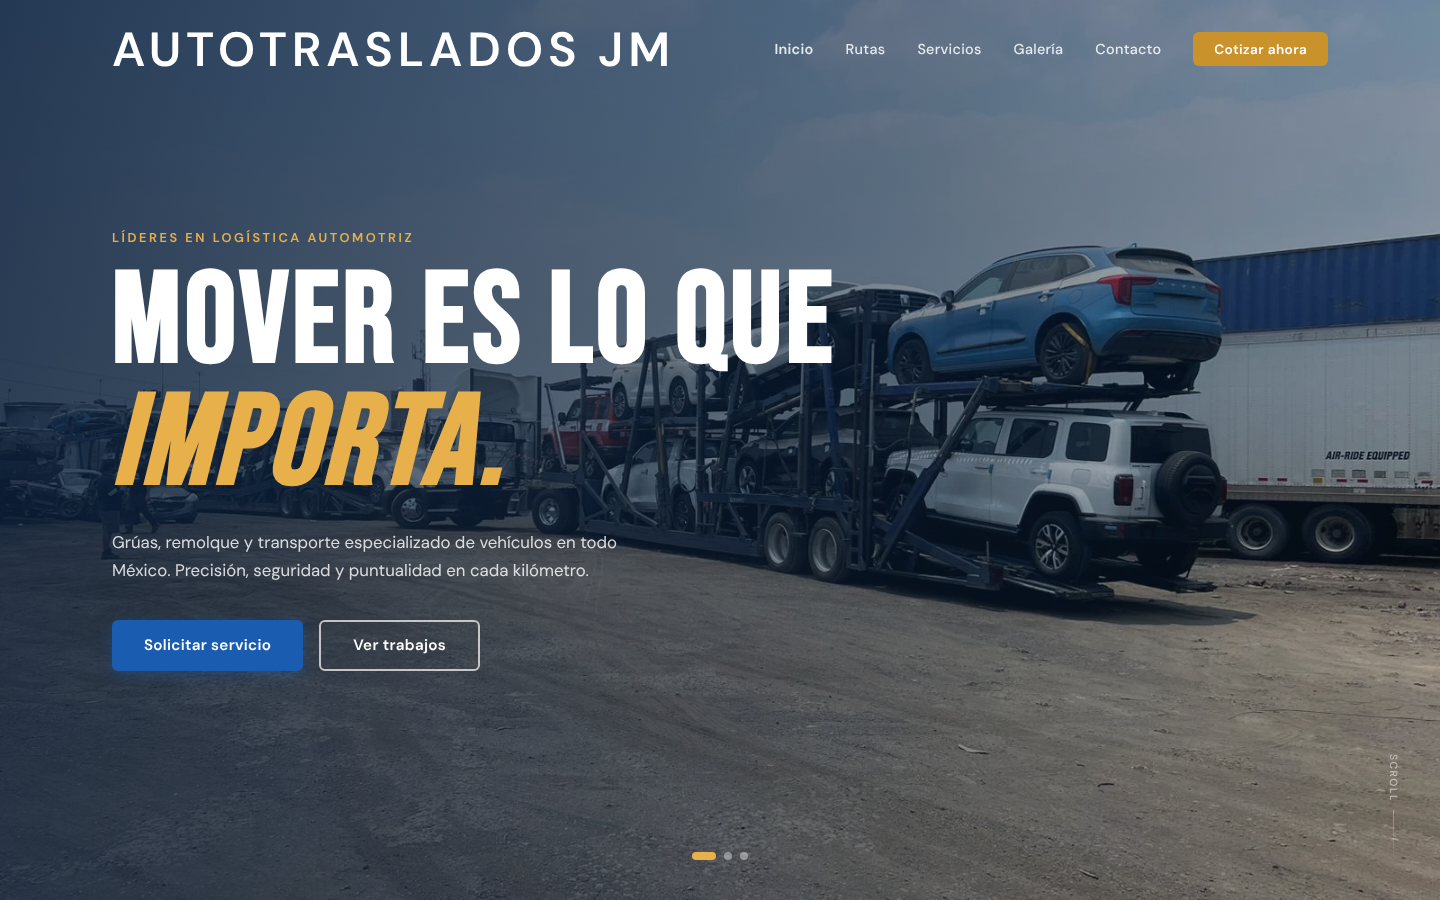 AUTOTRASLADOS JM
Inicio
Rutas
Servicios
Galería
Contacto
Cotizar ahora
LÍDERES EN LOGÍSTICA AUTOMOTRIZ
MOVER ES LO QUE
IMPORTA.
AIR-RIDE EQUIPPED
Grúas, remolque y transporte especializado de vehículos en todo
México. Precisión, seguridad y puntualidad en cada kilómetro.
Solicitar servicio
Ver trabajos
SCROLL